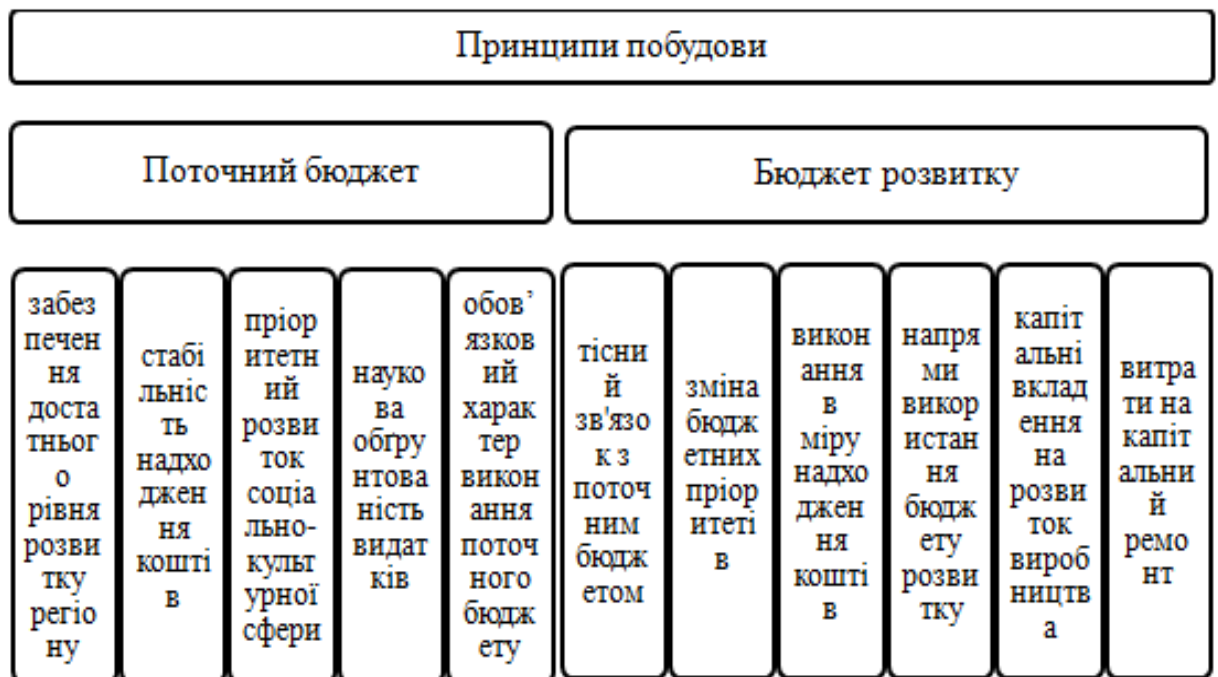 Принципи побудови
Поточний бюджет
Бюджет розвитку
забез
печен
ня
доста
тньог
о
рівня
розви
тку
регіо
ну
стабі
льніс
ть
надхо
джен
ня
кошті
в
пріор
итетн
ий
розви
ток
соціа
льно-
культ
урної
сфери
науко
ва
обґру
нтова
ність
видат
ків
обов’
язков
ий
харак
тер
викон
ання
поточ
ного
бюдж
ету
тісни
й
зв'язо
к з
поточ
ним
бюдж
етом
зміна
бюдж
етних
пріор
итеті
в
викон
ання
в
міру
надхо
джен
ня
кошті
в
напря
ми
викор
истан
ня
бюдж
ету
розви
тку
капіт
альні
вклад
ення
на
розви
ток
вироб
ництв
а
витра
ти на
капіт
альни
й
ремо
нт